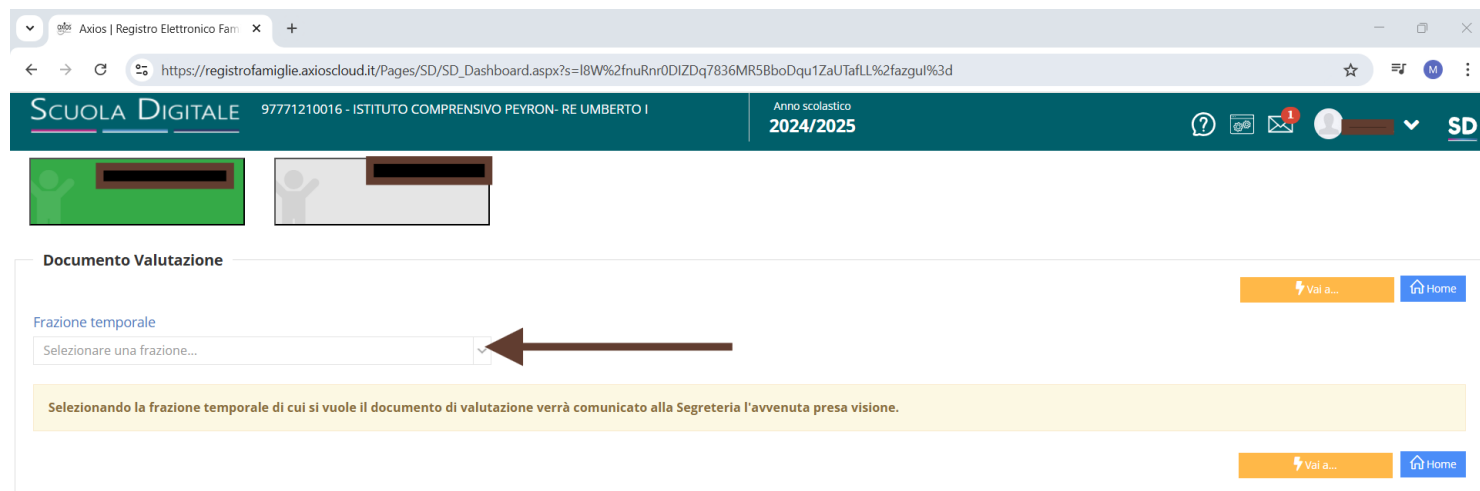 Axios | Registro Elettronico Fam
https://registrofamiglie.axioscloud.it/Pages/SD/SD_Dashboard.aspx?s=I8W%2fnuRnr0DIZDq7836MR5BboDqu1ZaUTafLL%2fazguI%3d
M
SCUOLA DIGITALE
97771210016 - ISTITUTO COMPRENSIVO PEYRON- RE UMBERTO I
Anno scolastico
2024/2025
1
SD
Documento Valutazione
Vai a...
Home
Frazione temporale
Selezionare una frazione...
Selezionando la frazione temporale di cui si vuole il documento di valutazione verrà comunicato alla Segreteria l'avvenuta presa visione.
Vai a...
Home